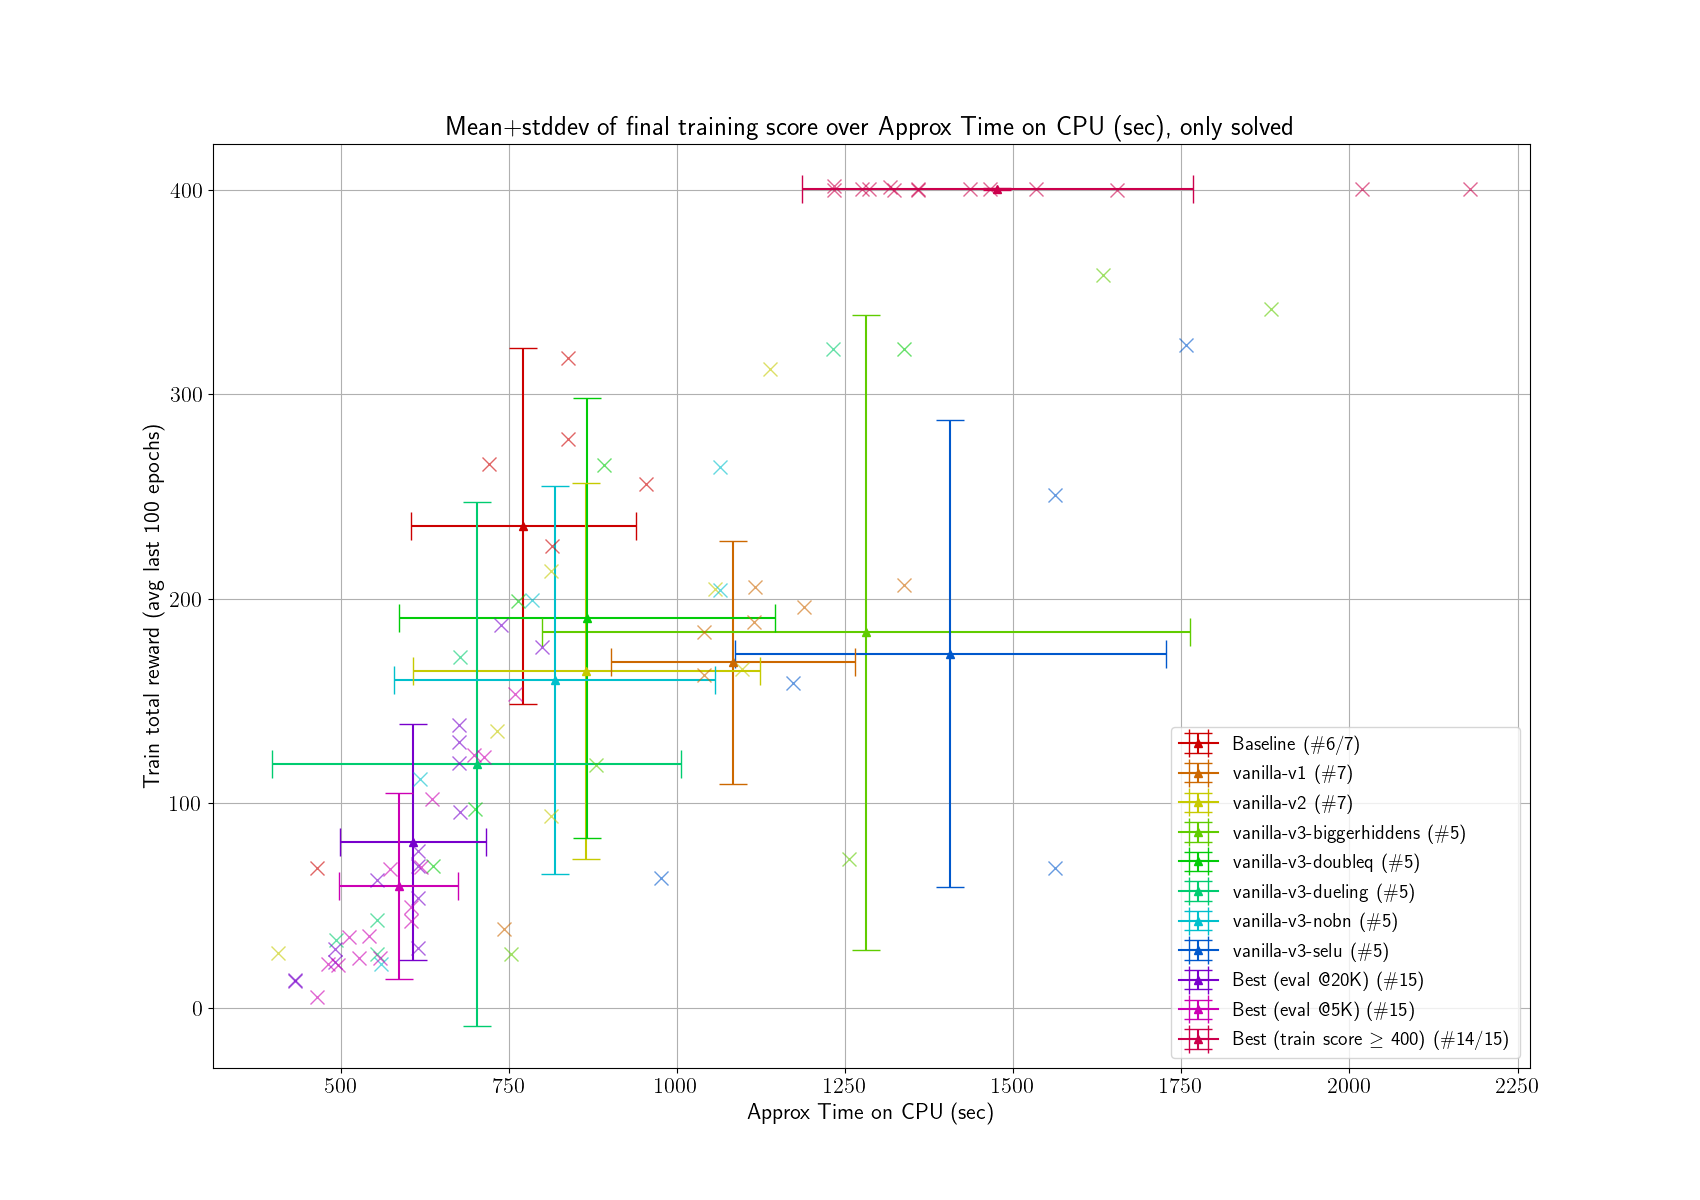 Mean+stddev of final training score over Approx Time on CPU (sec), only solved
400
300
200
100
0
Train total reward (avg last 100 epochs)
Baseline (#6/7)
vanilla-v1 (#7)
vanilla-v2 (#7)
vanilla-v3-biggerhiddens (#5)
vanilla-v3-doubleq (#5)
vanilla-v3-dueling (#5)
vanilla-v3-nobn (#5)
vanilla-v3-selu (#5)
Best (eval @20K) (#15)
Best (eval @5K) (#15)
Best (train score ≥ 400) (#14/15)
500 750 1000 1250 1500 1750 2000 2250
Approx Time on CPU (sec)